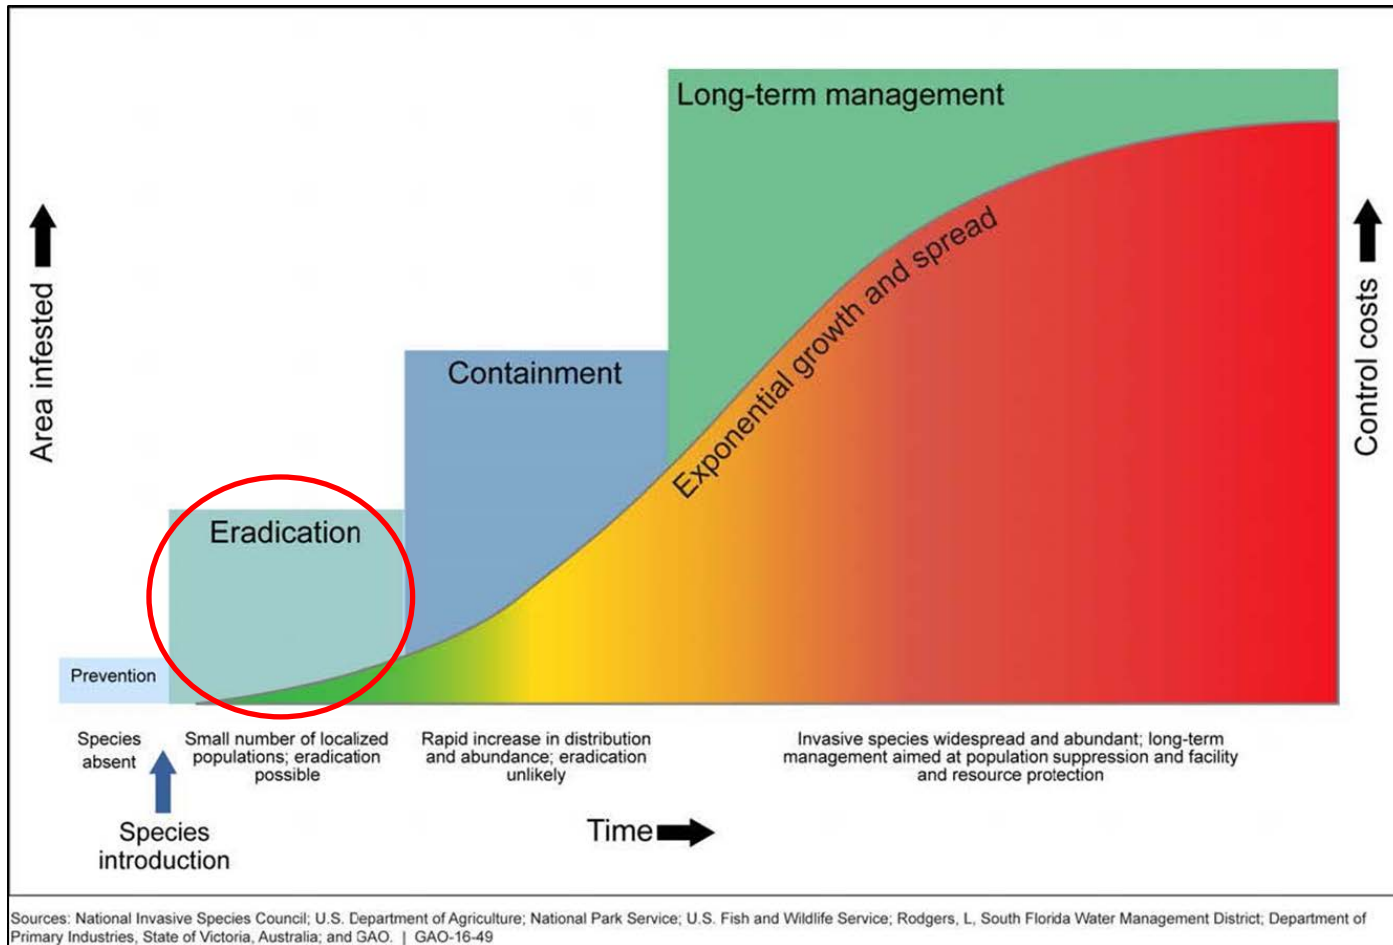 Long-term management
Area infested
Control costs
Containment
Exponential growth and spread
Eradication
Prevention
Species
absent
Small number of localized
populations; eradication
possible
Rapid increase in distribution
and abundance; eradication
unlikely
Invasive species widespread and abundant; long-term
management aimed at population suppression and facility
and resource protection
Species
introduction
Time
Sources: National Invasive Species Council; U.S. Department of Agriculture; National Park Service; U.S. Fish and Wildlife Service; Rodgers, L, South Florida Water Management District; Department of
Primary Industries, State of Victoria, Australia; and GAO. | GAO-16-49